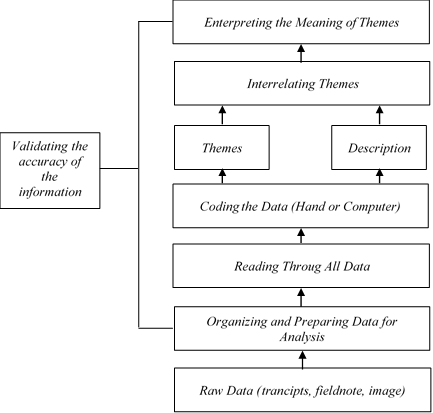 Enterpreting the Meaning of Themes
Interrelating Themes
Validating the
accuracy of
the
information
Themes
Description
Coding the Data (Hand or Computer)
Reading Throug All Data
Organizing and Preparing Data for
Analysis
Raw Data (trancipts, fieldnote, image)